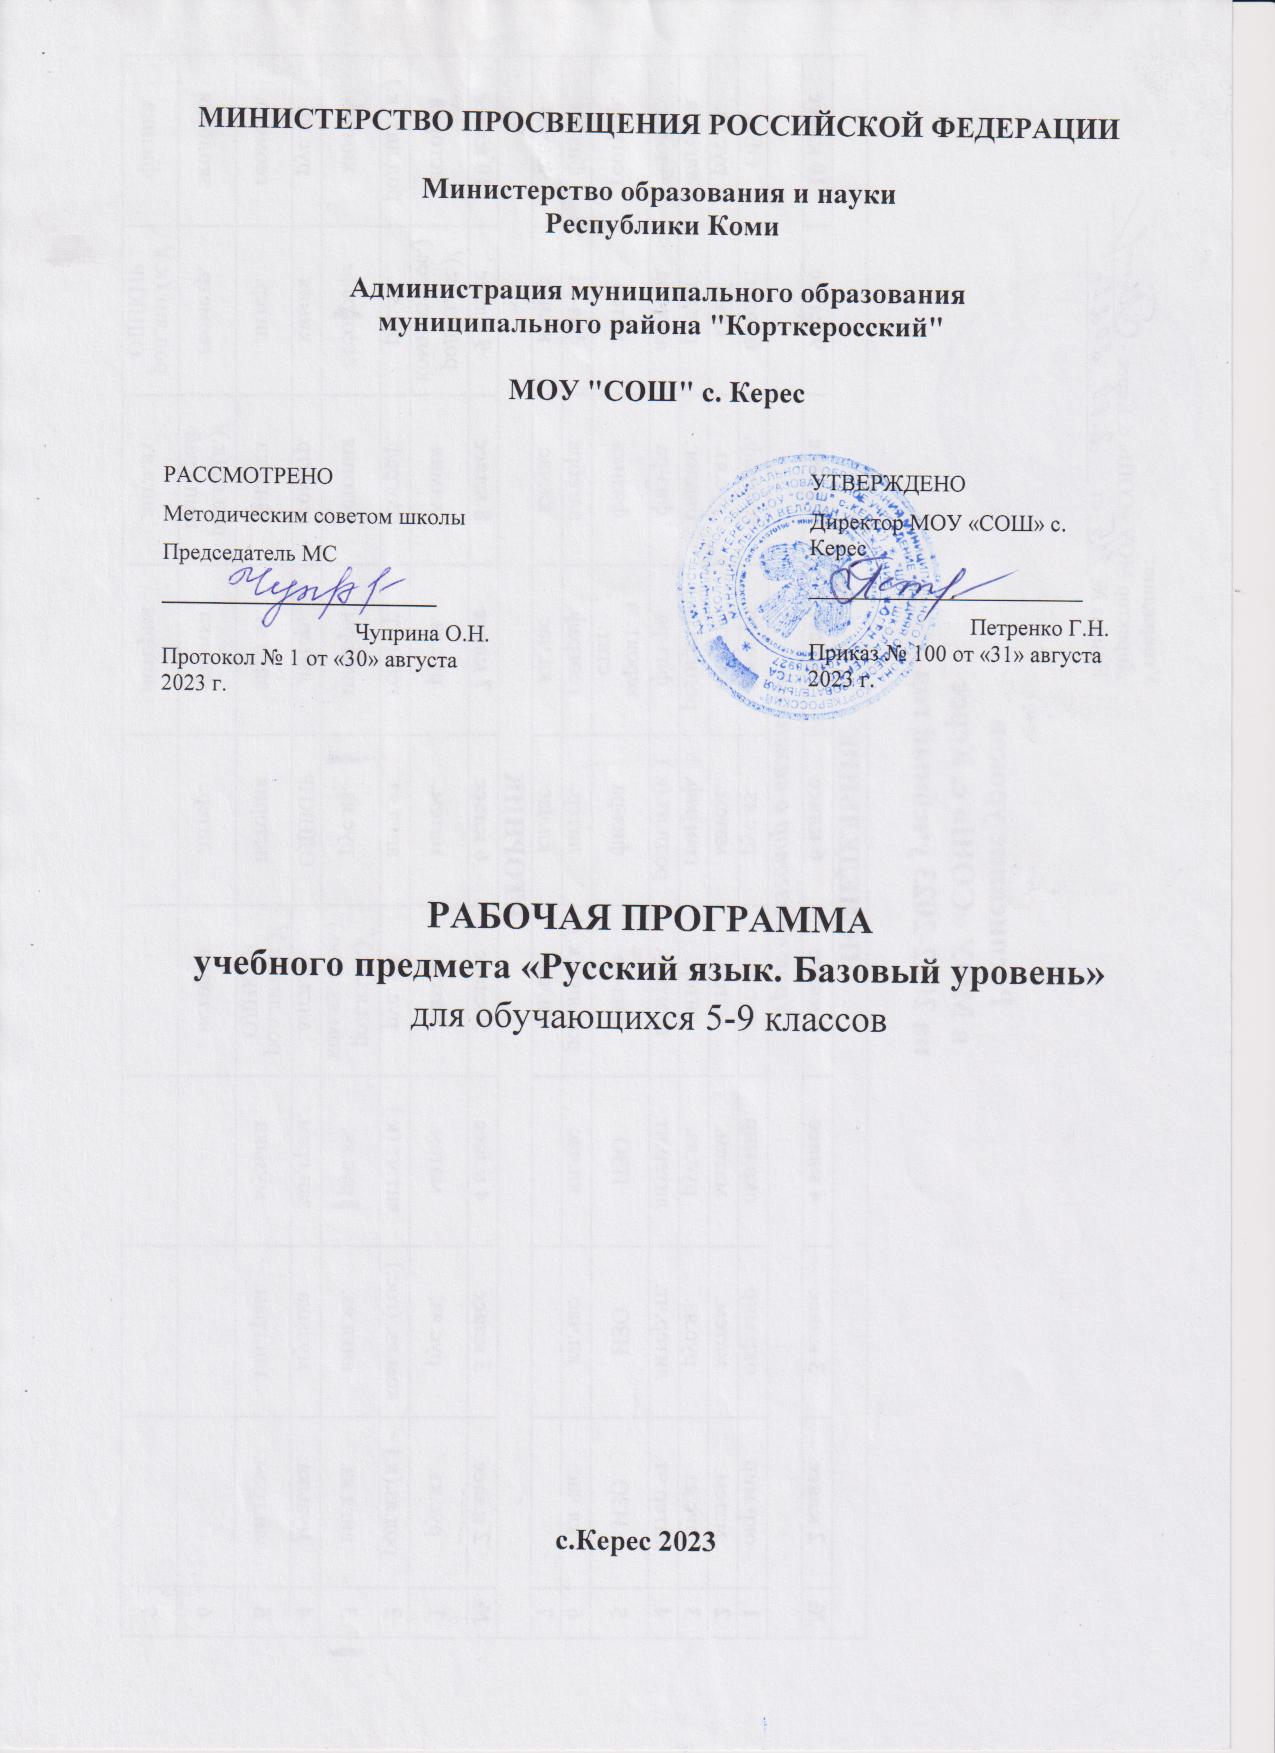 МИНИСТЕРСТВО ПРОСВЕЩЕНИЯ РОССИЙСКОЙ ФЕДЕРАЦИИ
Министерство образования и науки
Республики Коми
Администрация муниципального образования
муниципального района "Корткеросский"
МОУ "СОШ" с. Керес
РАССМОТРЕНО
Методическим советом школы
Председатель МС
Чуприна О.Н.
Протокол № 1 от «30» августа
2023 г.
УТВЕРЖДЕНО
Директор МОУ «СОШ» с.
Керес
Петренко Г.Н.
Приказ № 100 от «31» августа
2023 г.
РАБОЧАЯ ПРОГРАММА
учебного предмета «Русский язык. Базовый уровень»
для обучающихся 5-9 классов
с.Керес 2023